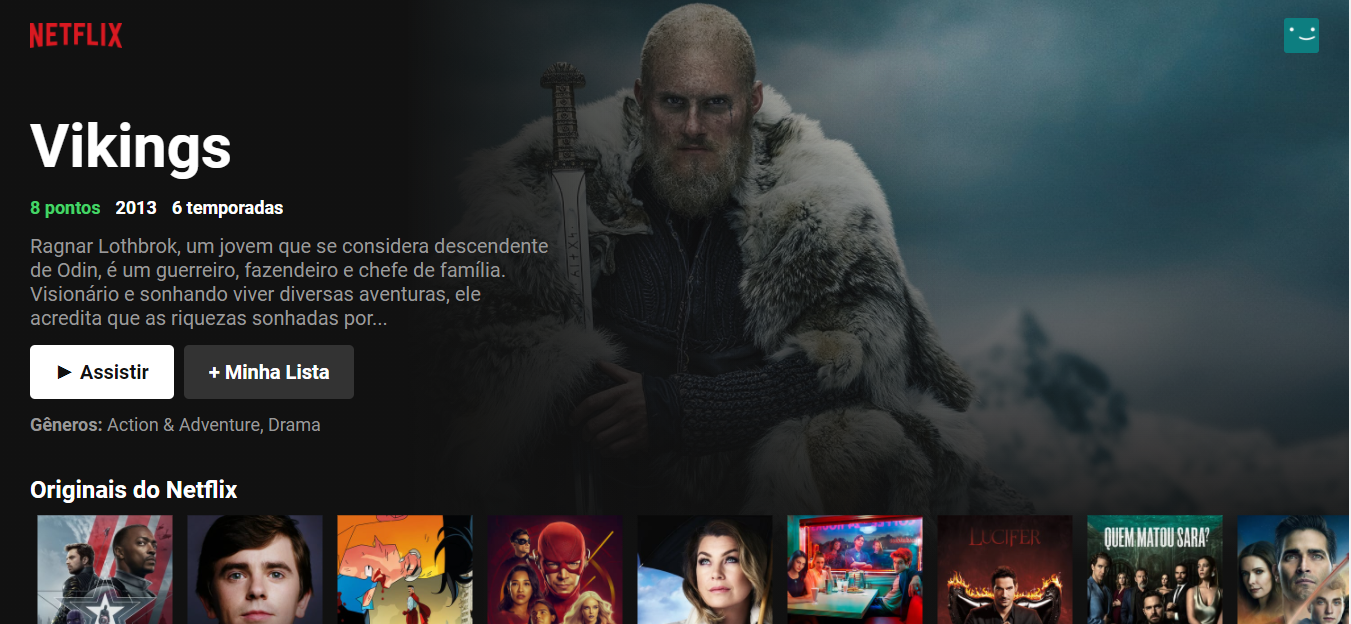 NETFLIX
Vikings
8 pontos 2013 6 temporadas
Ragnar Lothbrok, um jovem que se considera descendente
de Odin, é um guerreiro, fazendeiro e chefe de família.
Visionário e sonhando viver diversas aventuras, ele
acredita que as riquezas sonhadas por...
► Assistir
+ Minha Lista
Gêneros: Action & Adventure, Drama
Originais do Netflix
LUCIFER
QUEM MATOU SARA?